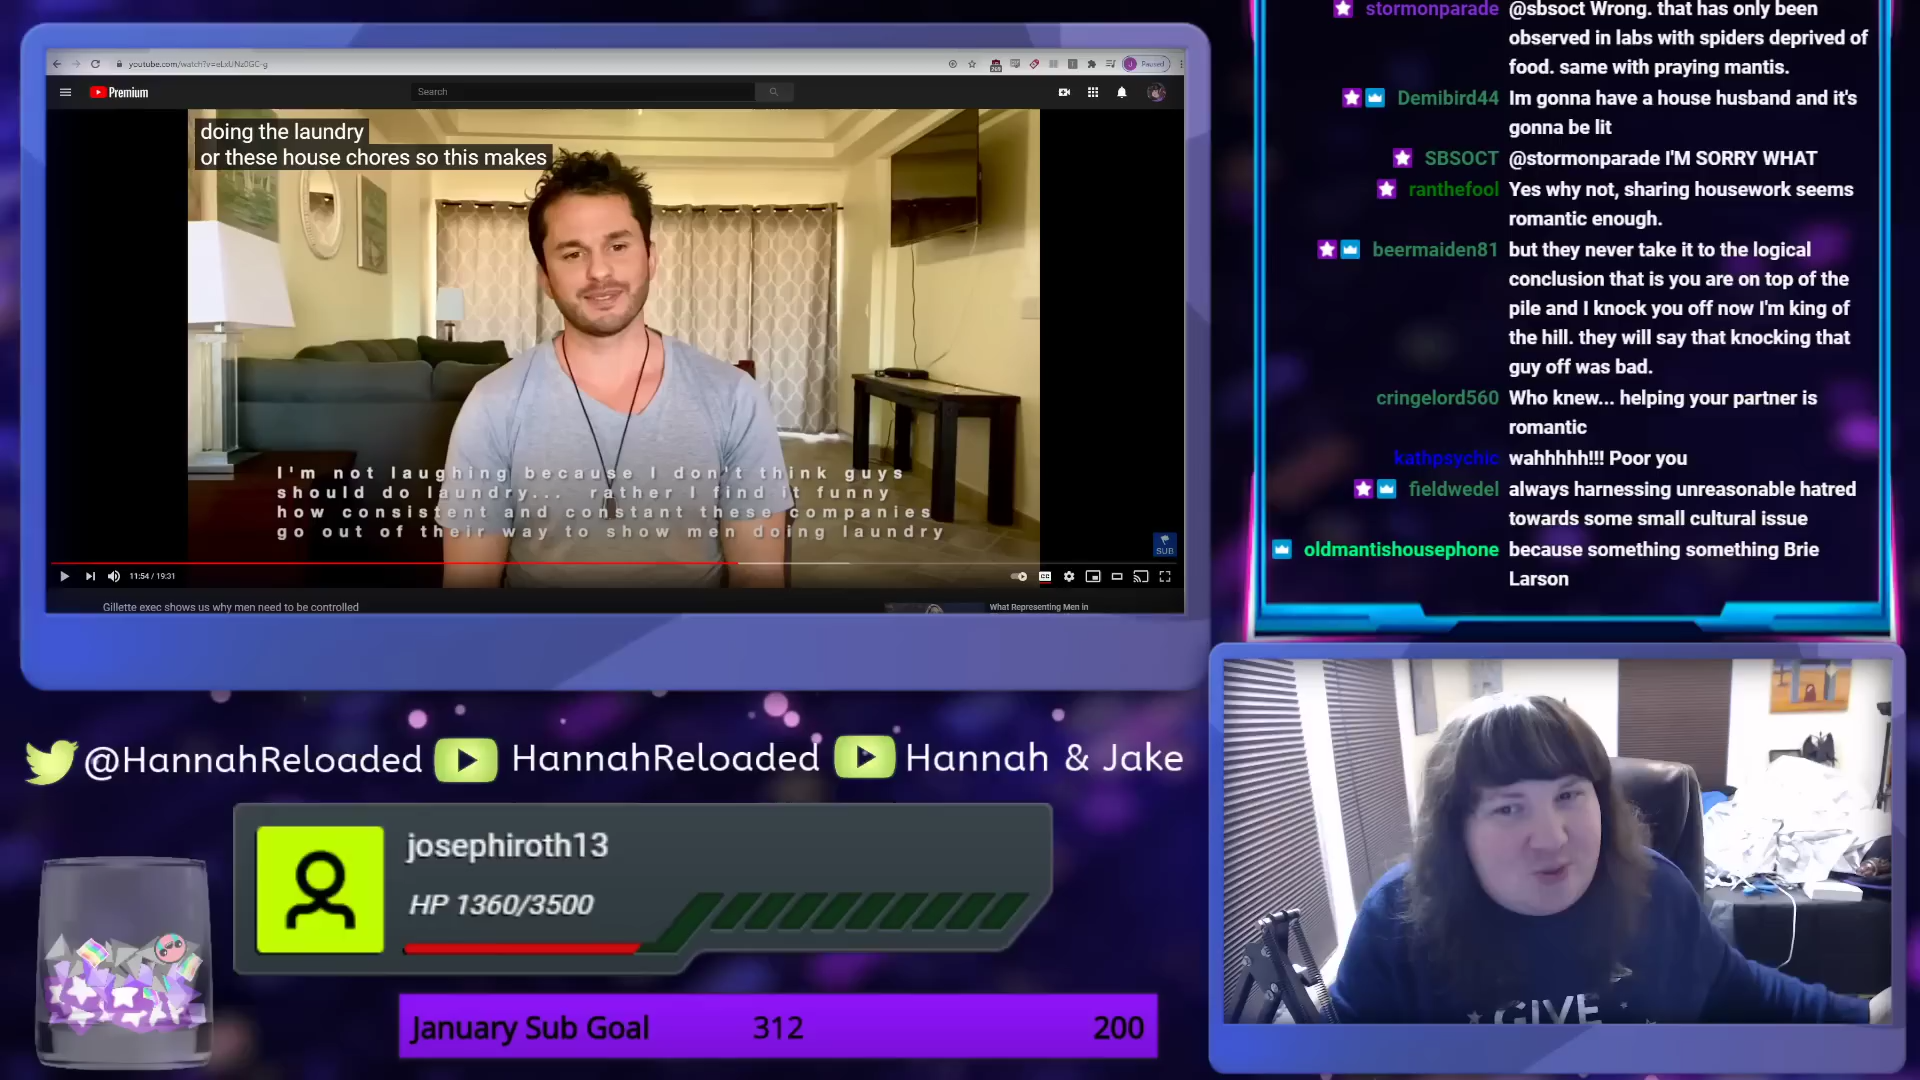 youtube.com/watch?v=eLxUNz0GC-g
Paused
Premium
Search
doing the laundry
or these house chores so this makes
I'm not laughing because I don't think guys
should do laundry... rather I find it funny
how consistent and constant these companies
go out of their way to show men doing laundry
SUB
11:54 / 19:31
Gillette exec shows us why men need to be controlled
What Representing Men in
stormonparade @sbsoct Wrong. that has only been
observed in labs with spiders deprived of
food. same with praying mantis.
Demibird44 Im gonna have a house husband and it's
gonna be lit
SBSOCT @stormonparade I'M SORRY WHAT
ranthefool Yes why not, sharing housework seems
romantic enough.
beermaiden81 but they never take it to the logical
conclusion that is you are on top of the
pile and I knock you off now I'm king of
the hill. they will say that knocking that
guy off was bad.
cringelord560 Who knew... helping your partner is
romantic
kathpsychic wahhhhh!!! Poor you
fieldwedel always harnessing unreasonable hatred
towards some small cultural issue
oldmantishousephone because something something Brie
Larson
@HannahReloaded HannahReloaded Hannah & Jake
josephiroth13
HP 1360/3500
January Sub Goal 312 200
GIVE